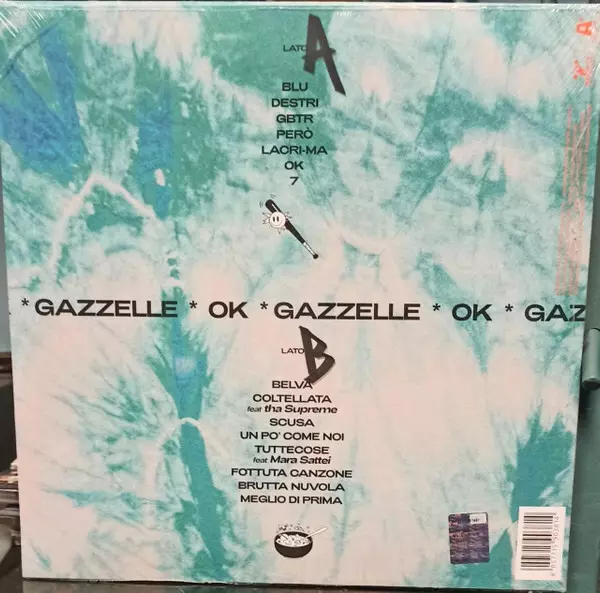 LATO A
BLU
DESTRI
GBTR
PERÒ
LACRI-MA
OK
7
* GAZZELLE * OK * GAZZELLE * OK * GAZZ
LATO B
BELVA
COLTELLATA
feat tha Supreme
SCUSA
UN PO' COME NOI
TUTTECOSE
feat Mara Sattei
FOTTUTA CANZONE
BRUTTA NUVOLA
MEGLIO DI PRIMA